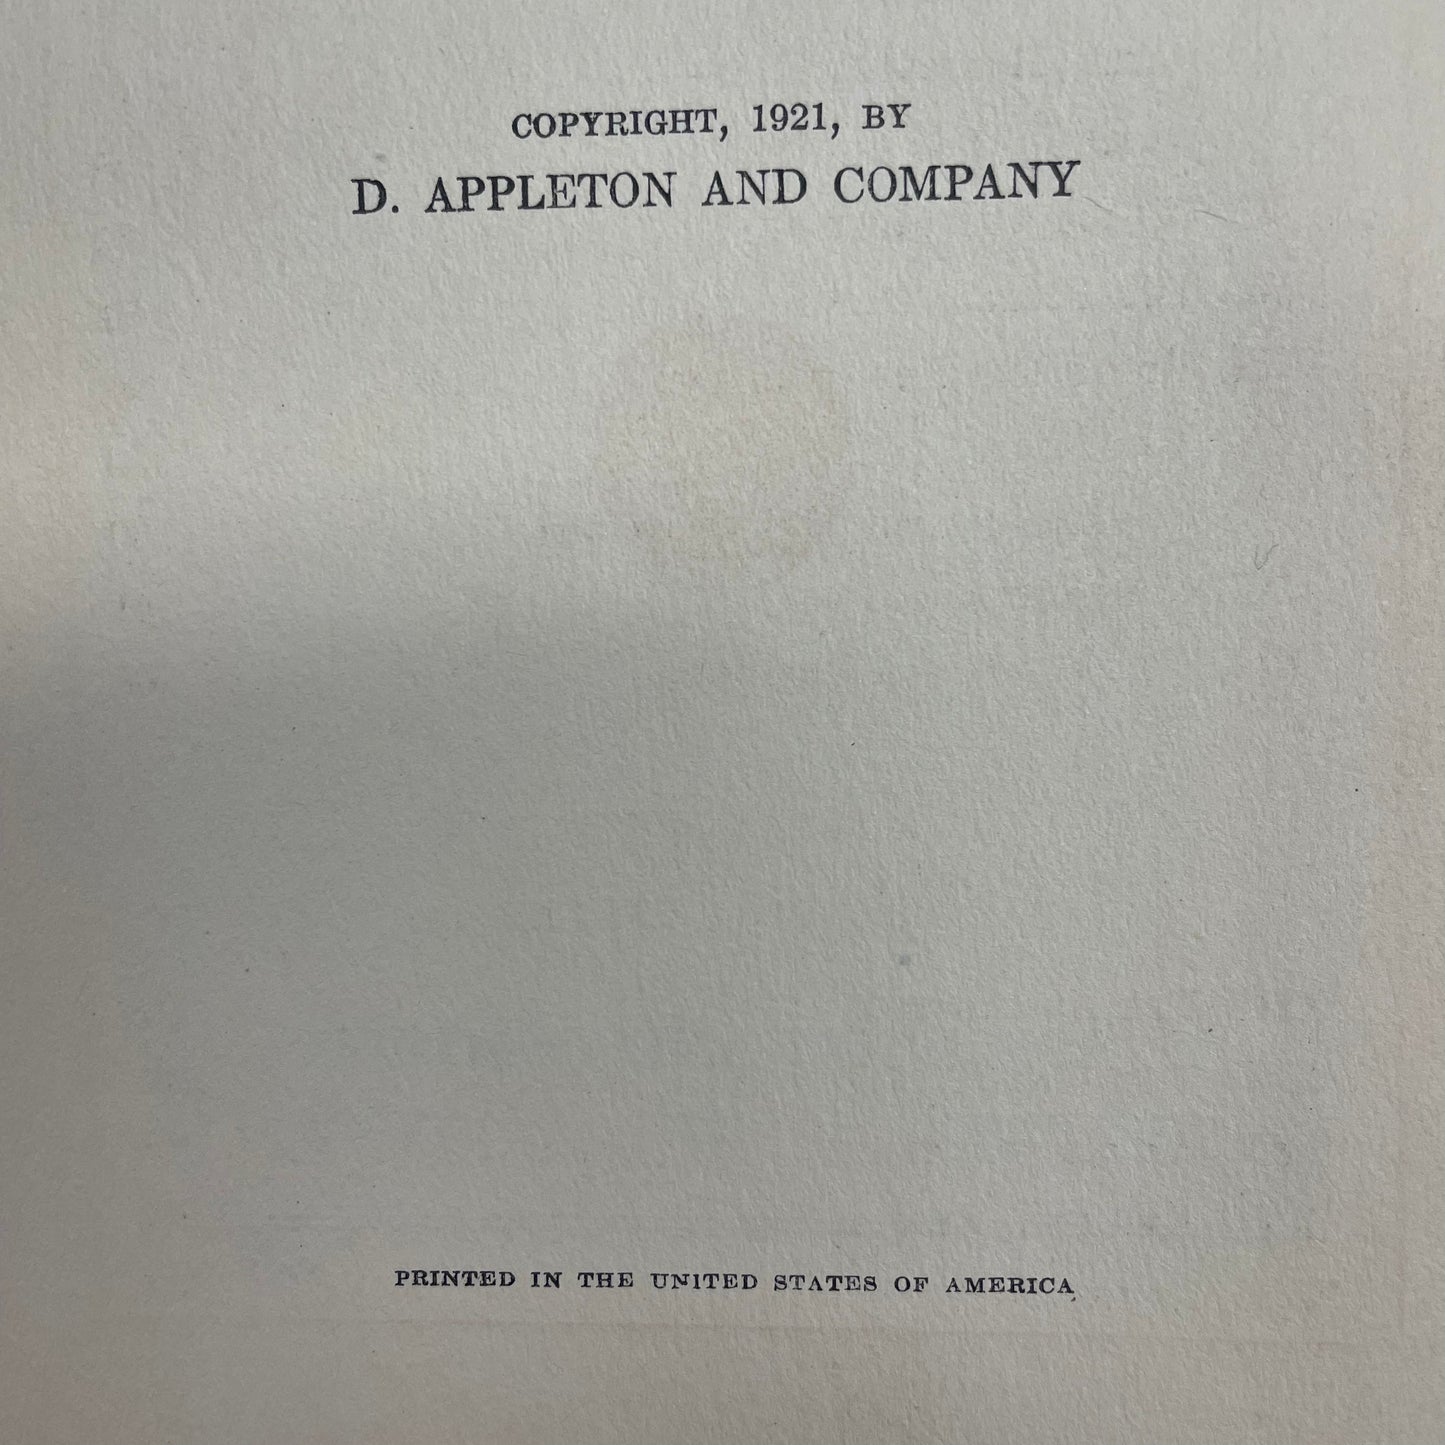 COPYRIGHT, 1921, BY
D. APPLETON AND COMPANY
PRINTED IN THE UNITED STATES OF AMERICA